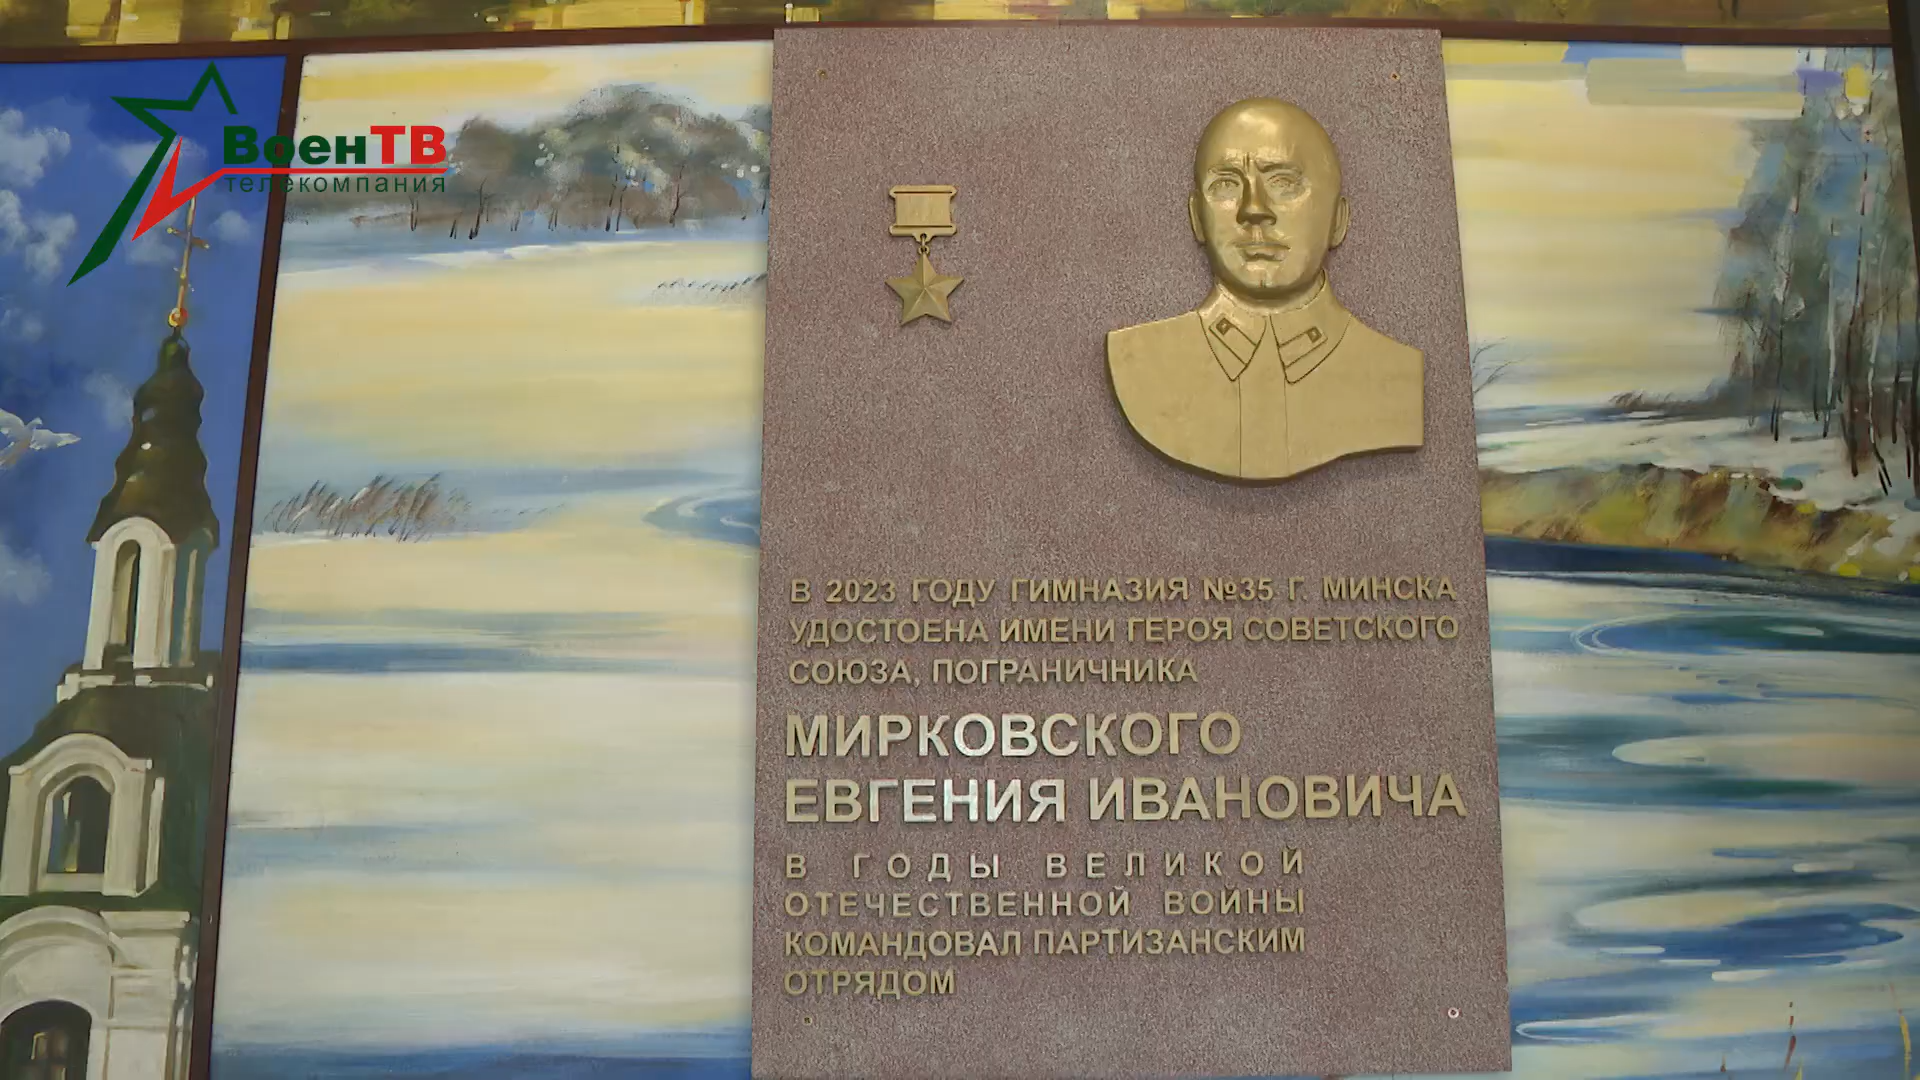 ВоенТВ
телекомпания
В 2023 ГОДУ ГИМНАЗИЯ №35 Г. МИНСКА
УДОСТОЕНА ИМЕНИ ГЕРОЯ СОВЕТСКОГО
СОЮЗА, ПОГРАНИЧНИКА
МИРКОВСКОГО
ЕВГЕНИЯ ИВАНОВИЧА
В ГОДЫ ВЕЛИКОЙ
ОТЕЧЕСТВЕННОЙ ВОЙНЫ
КОМАНДОВАЛ ПАРТИЗАНСКИМ
ОТРЯДОМ